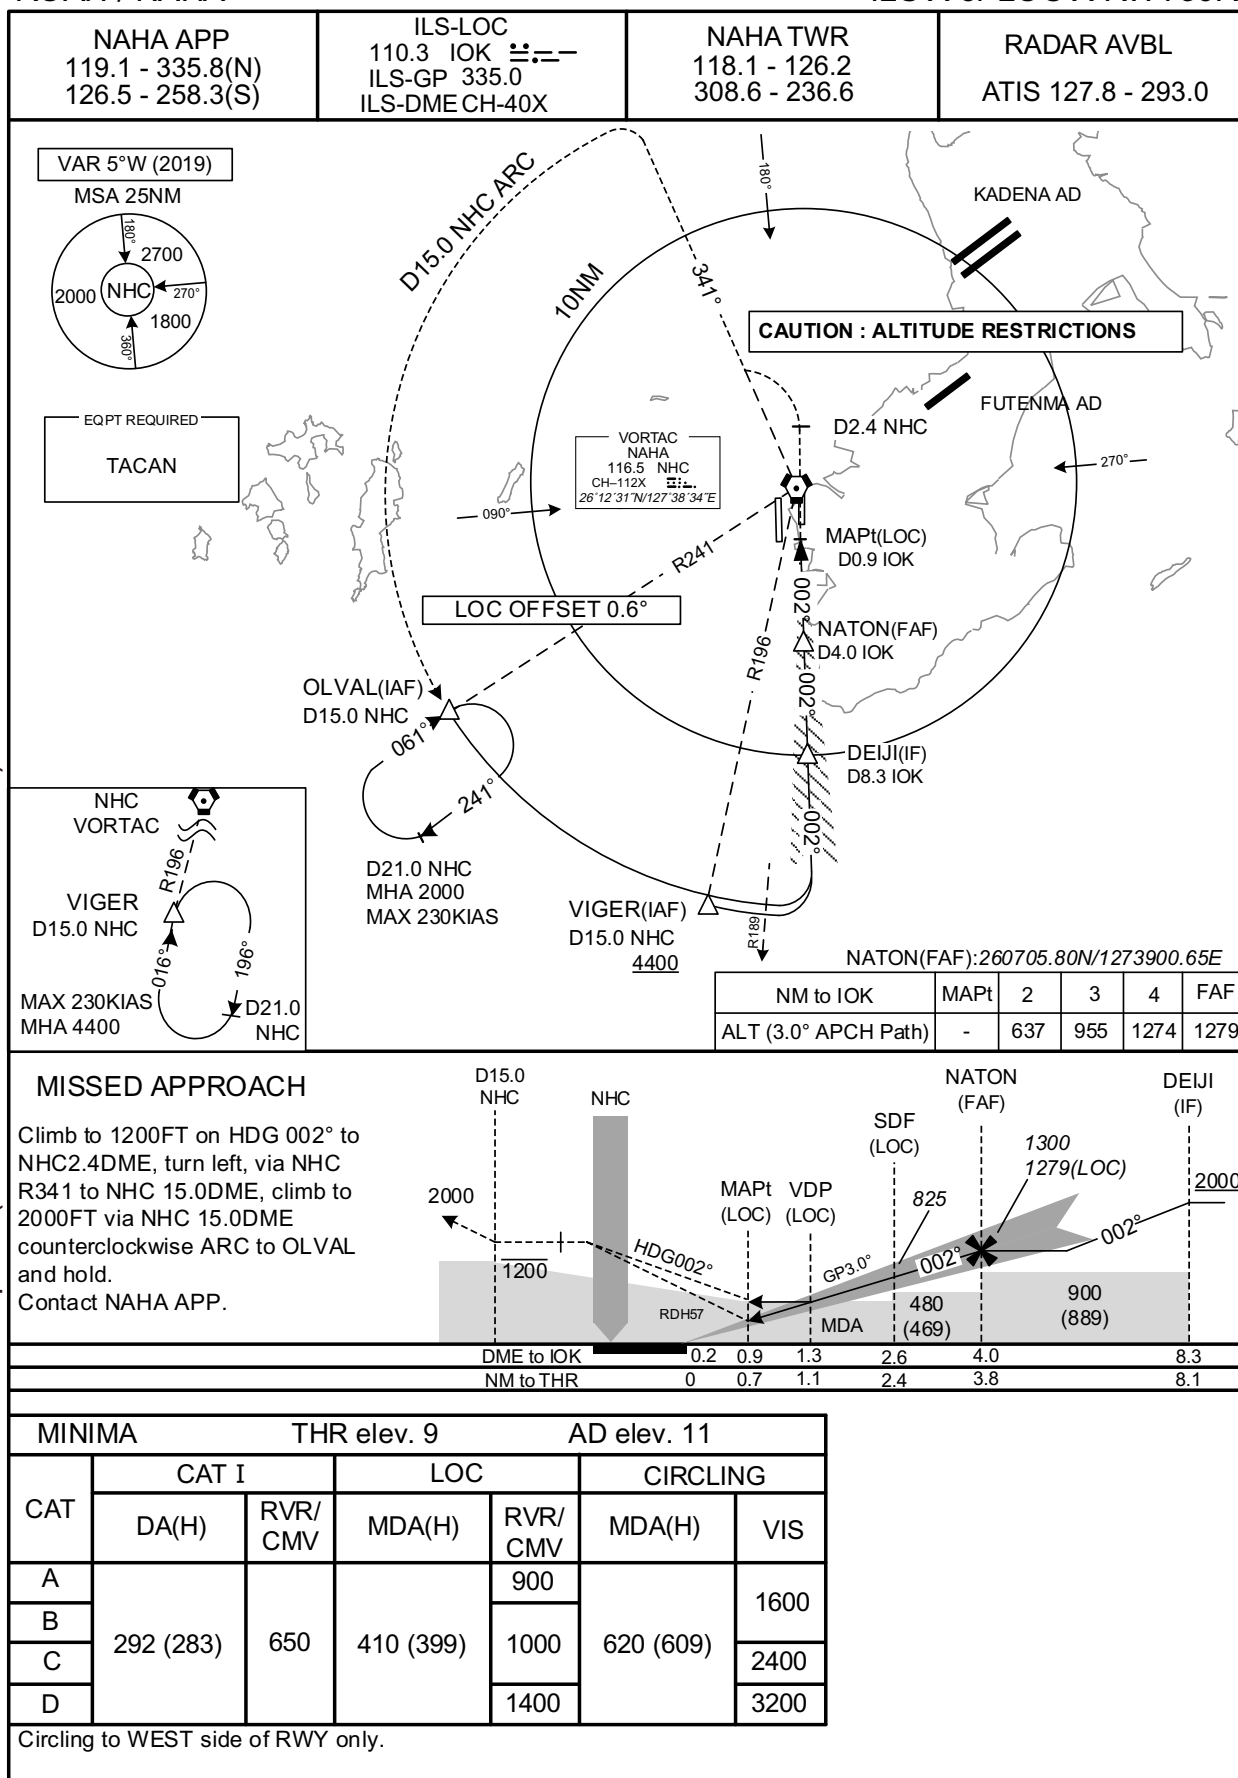 NAHA APP
119.1 - 335.8(N)
126.5 - 258.3(S)
ILS-LOC
110.3 IOK
ILS-GP 335.0
ILS-DME CH-40X
NAHA TWR
118.1 - 126.2
308.6 - 236.6
RADAR AVBL
ATIS 127.8 - 293.0
VAR 5°W (2019)
MSA 25NM
180°
2700
2000
NHC
270°
1800
360°
EQPT REQUIRED
TACAN
D15.0 NHC ARC
10NM
341°
180°
KADENA AD
CAUTION : ALTITUDE RESTRICTIONS
FUTENMA AD
D2.4 NHC
270°
VORTAC
NAHA
116.5 NHC
CH–112X
26°12'31"N/127°38'34"E
090°
R241
MAPt(LOC)
D0.9 IOK
002°
LOC OFFSET 0.6°
NATON(FAF)
D4.0 IOK
R196
002°
OLVAL(IAF)
D15.0 NHC
061°
241°
DEIJI(IF)
D8.3 IOK
002°
D21.0 NHC
MHA 2000
MAX 230KIAS
VIGER(IAF)
D15.0 NHC
4400
R189
NHC
VORTAC
R196
VIGER
D15.0 NHC
016°
196°
MAX 230KIAS
MHA 4400
D21.0
NHC
NATON(FAF):260705.80N/1273900.65E
NM to IOK MAPt 2 3 4 FAF
ALT (3.0° APCH Path) - 637 955 1274 1279
MISSED APPROACH
Climb to 1200FT on HDG 002° to
NHC2.4DME, turn left, via NHC
R341 to NHC 15.0DME, climb to
2000FT via NHC 15.0DME
counterclockwise ARC to OLVAL
and hold.
Contact NAHA APP.
D15.0
NHC
NHC
2000
1200
HDG002°
RDH57
MAPt
(LOC)
VDP
(LOC)
SDF
(LOC)
825
NATON
(FAF)
1300
1279(LOC)
DEIJI
(IF)
2000
GP3.0°
002°
002°
MDA
480
(469)
900
(889)
DME to IOK 0.2 0.9 1.3 2.6 4.0 8.3
NM to THR 0 0.7 1.1 2.4 3.8 8.1
MINIMA THR elev. 9 AD elev. 11
CAT
CAT I LOC CIRCLING
DA(H) RVR/CMV MDA(H) RVR/CMV MDA(H) VIS
A 900
B 1600
C 292 (283) 650 410 (399) 1000 620 (609) 2400
D 1400 3200
Circling to WEST side of RWY only.